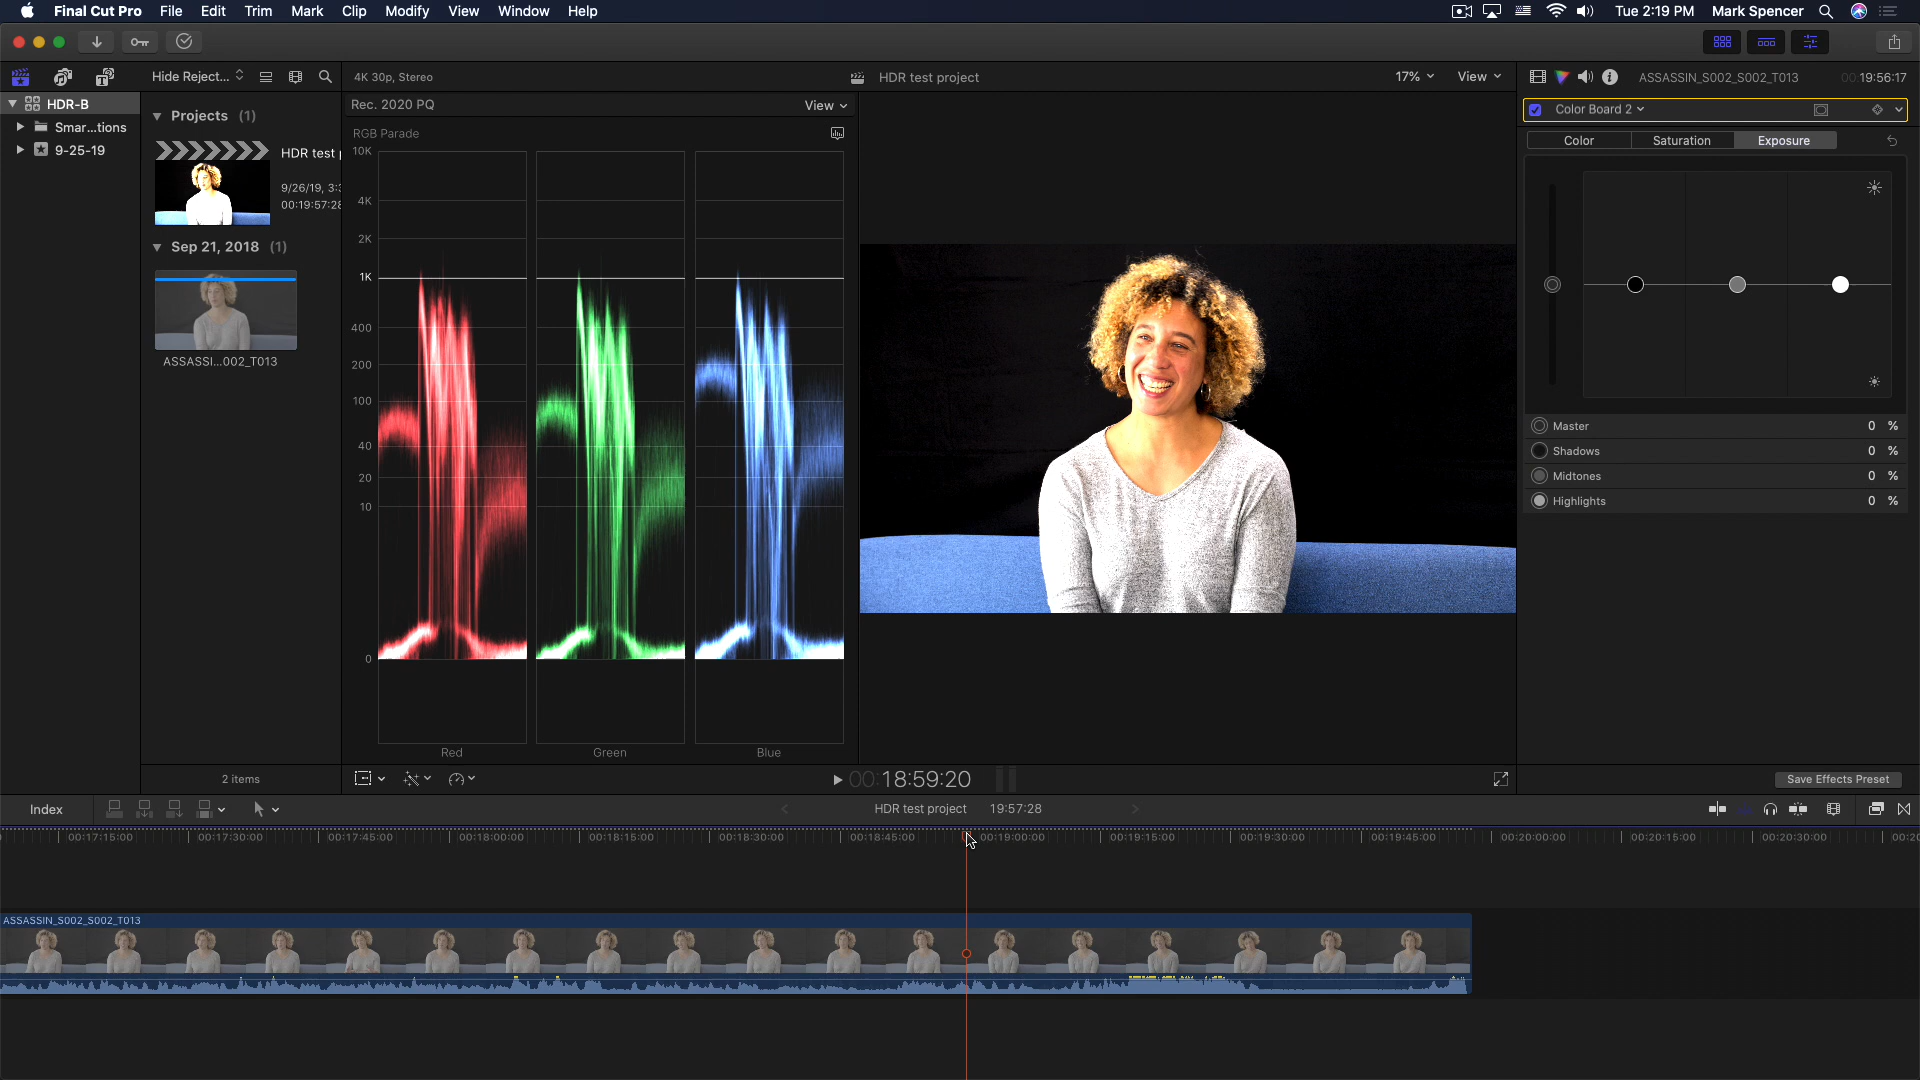 Final Cut Pro File Edit Trim Mark Clip Modify View Window Help Tue 2:19 PM Mark Spencer
Hide Reject... 4K 30p, Stereo HDR test project 17% View ASSASSIN_S002_S002_T013 00:19:56:17
HDR-B
Smar...tions
9-25-19
Projects (1)
HDR test p
9/26/19, 3:3
00:19:57:28
Sep 21, 2018 (1)
ASSASSI...002_T013
2 items
Rec. 2020 PQ View
RGB Parade
10K
4K
2K
1K
400
200
100
40
20
10
0
Red Green Blue
00:18:59:20
Color Board 2
Color Saturation Exposure
Master 0 %
Shadows 0 %
Midtones 0 %
Highlights 0 %
Save Effects Preset
Index HDR test project 19:57:28
00:17:15:00 00:17:30:00 00:17:45:00 00:18:00:00 00:18:15:00 00:18:30:00 00:18:45:00 00:19:00:00 00:19:15:00 00:19:30:00 00:19:45:00 00:20:00:00 00:20:15:00 00:20:30:00 00:20
ASSASSIN_S002_S002_T013